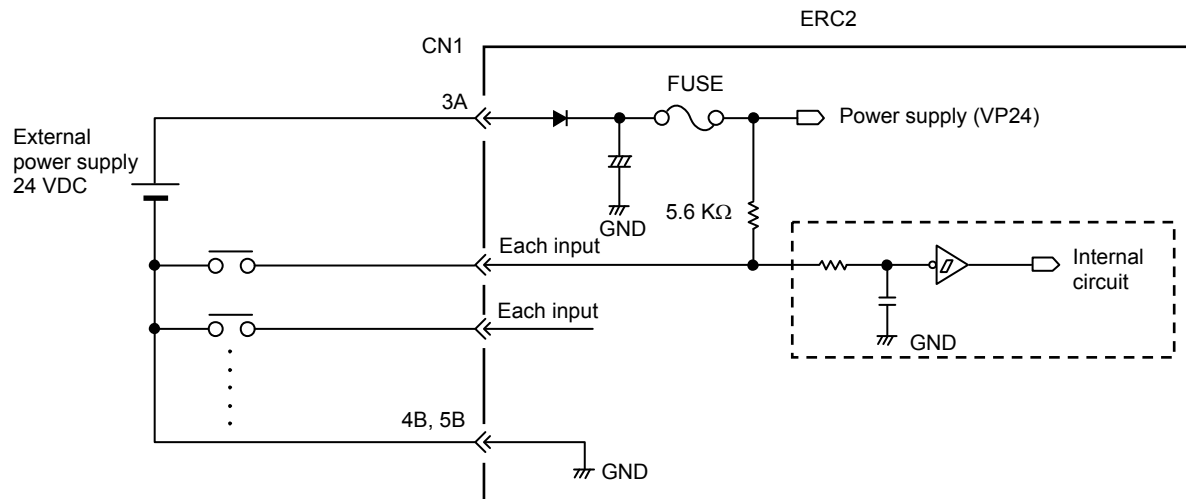 ERC2
CN1
FUSE
3A
Power supply (VP24)
External
power supply
24 VDC
5.6 KΩ
GND
Each input
Internal
circuit
Each input
GND
4B, 5B
GND